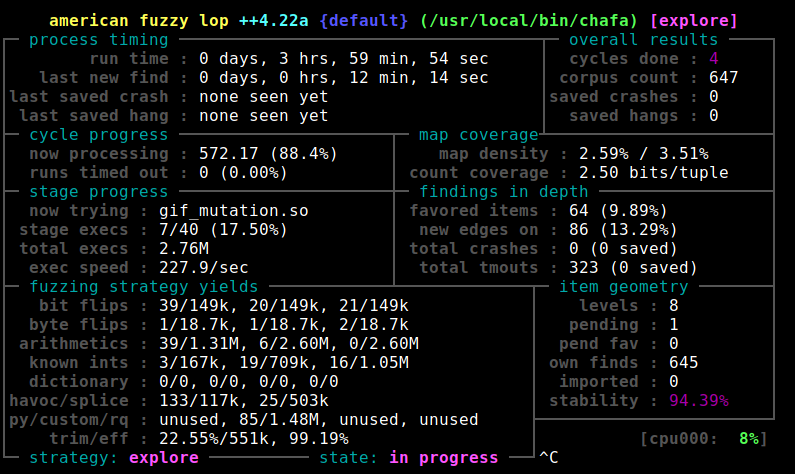 american fuzzy lop ++4.22a {default} (/usr/local/bin/chafa) [explore]
process timing overall results
run time : 0 days, 3 hrs, 59 min, 54 sec cycles done : 4
last new find : 0 days, 0 hrs, 12 min, 14 sec corpus count : 647
last saved crash : none seen yet saved crashes : 0
last saved hang : none seen yet saved hangs : 0
cycle progress map coverage
now processing : 572.17 (88.4%) map density : 2.59% / 3.51%
runs timed out : 0 (0.00%) count coverage : 2.50 bits/tuple
stage progress findings in depth
now trying : gif_mutation.so favored items : 64 (9.89%)
stage execs : 7/40 (17.50%) new edges on : 86 (13.29%)
total execs : 2.76M total crashes : 0 (0 saved)
exec speed : 227.9/sec total tmouts : 323 (0 saved)
fuzzing strategy yields item geometry
bit flips : 39/149k, 20/149k, 21/149k levels : 8
byte flips : 1/18.7k, 1/18.7k, 2/18.7k pending : 1
arithmetics : 39/1.31M, 6/2.60M, 0/2.60M pend fav : 0
known ints : 3/167k, 19/709k, 16/1.05M own finds : 645
dictionary : 0/0, 0/0, 0/0, 0/0 imported : 0
havoc/splice : 133/117k, 25/503k stability : 94.39%
py/custom/rq : unused, 85/1.48M, unused, unused
trim/eff : 22.55%/551k, 99.19% [cpu000: 8%]
strategy: explore state: in progress ^C